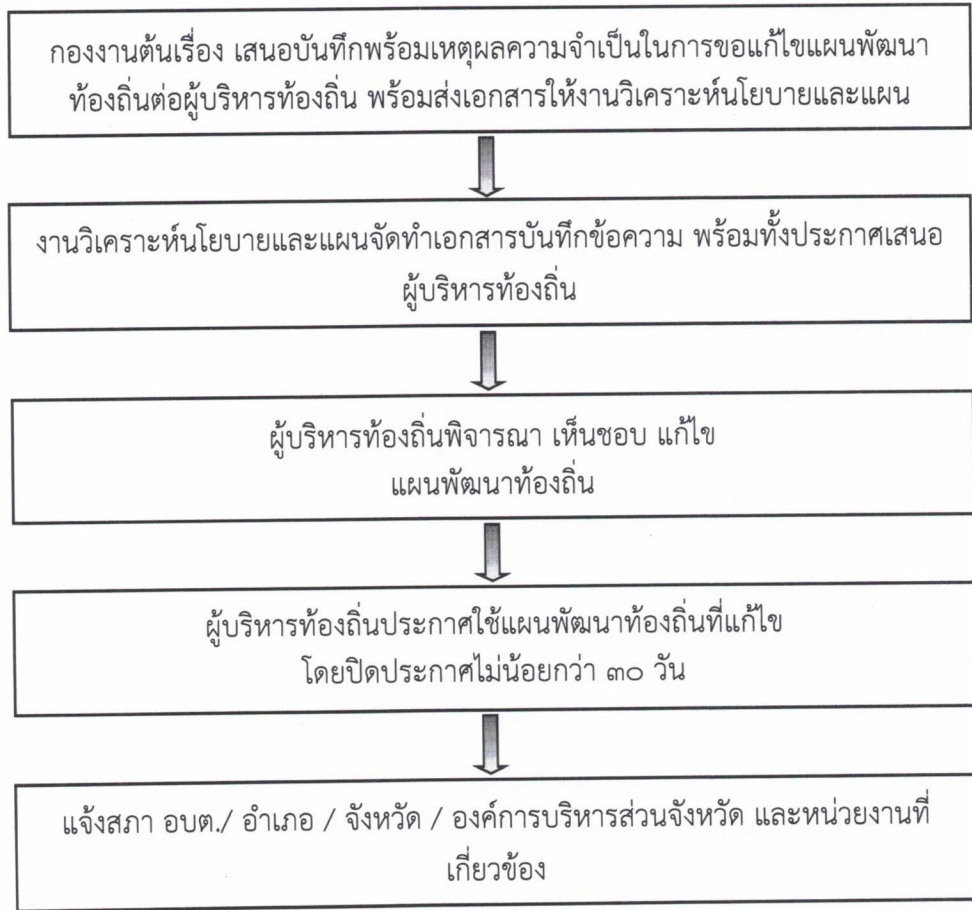 กองงานต้นเรื่อง เสนอบันทึกพร้อมเหตุผลความจำเป็นในการขอแก้ไขแผนพัฒนา
ท้องถิ่นต่อผู้บริหารท้องถิ่น พร้อมส่งเอกสารให้งานวิเคราะห์นโยบายและแผน
งานวิเคราะห์นโยบายและแผนจัดทำเอกสารบันทึกข้อความ พร้อมทั้งประกาศเสนอ
ผู้บริหารท้องถิ่น
ผู้บริหารท้องถิ่นพิจารณา เห็นชอบ แก้ไข
แผนพัฒนาท้องถิ่น
ผู้บริหารท้องถิ่นประกาศใช้แผนพัฒนาท้องถิ่นที่แก้ไข
โดยปิดประกาศไม่น้อยกว่า ๓๐ วัน
แจ้งสภา อบต./ อำเภอ / จังหวัด / องค์การบริหารส่วนจังหวัด และหน่วยงานที่
เกี่ยวข้อง